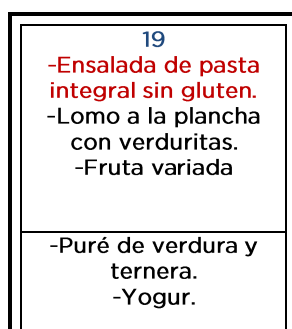 19
-Ensalada de pasta
integral sin gluten.
-Lomo a la plancha
con verduritas.
-Fruta variada
-Puré de verdura y
ternera.
-Yogur.